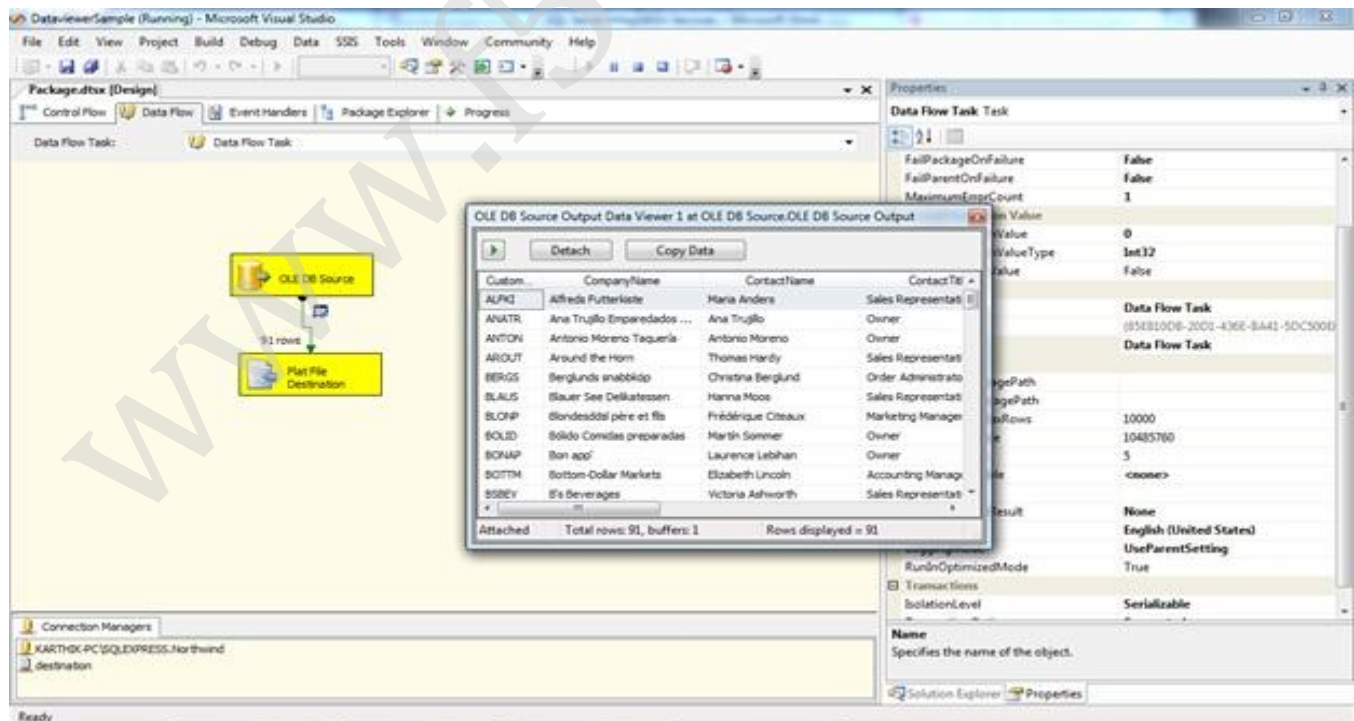 DataviewerSample (Running) - Microsoft Visual Studio
File Edit View Project Build Debug Data SSIS Tools Window Community Help
Package.dtsx [Design]
Control Flow Data Flow Event Handlers Package Explorer Progress
Data Flow Task: Data Flow Task
OLE DB Source
91 rows
Flat File
Destination
OLE DB Source Output Data Viewer 1 at OLE DB Source.OLE DB Source Output
Detach Copy Data
Custom... CompanyName ContactName ContactTitl
ALFKI Alfreds Futterkiste Maria Anders Sales Representati
ANATR Ana Trujillo Emparedados ... Ana Trujillo Owner
ANTON Antonio Moreno Taquería Antonio Moreno Owner
AROUT Around the Horn Thomas Hardy Sales Representati
BERGS Berglunds snabbköp Christina Berglund Order Administrato
BLAUS Blauer See Delikatessen Hanna Moos Sales Representati
BLONP Blondesddsl père et fils Frédérique Citeaux Marketing Manager
BOLID Bólido Comidas preparadas Martín Sommer Owner
BONAP Bon app' Laurence Lebihan Owner
BOTTM Bottom-Dollar Markets Elizabeth Lincoln Accounting Manage
BSBEV B's Beverages Victoria Ashworth Sales Representati
Attached Total rows: 91, buffers: 1 Rows displayed = 91
Properties
Data Flow Task Task
FailPackageOnFailure False
FailParentOnFailure False
MaximumErrorCount 1
n Value
nValue 0
nValueType Int32
Value False
Data Flow Task
Data Flow Task
agePath
agePath
xRows 10000
e 10485760
5
<none>
Result None
English (United States)
UseParentSetting
RunInOptimizedMode True
Transactions
IsolationLevel Serializable
Name
Specifies the name of the object.
Solution Explorer Properties
Connection Managers
KARTHIK-PC\SQLEXPRESS.Northwind
destination
Ready